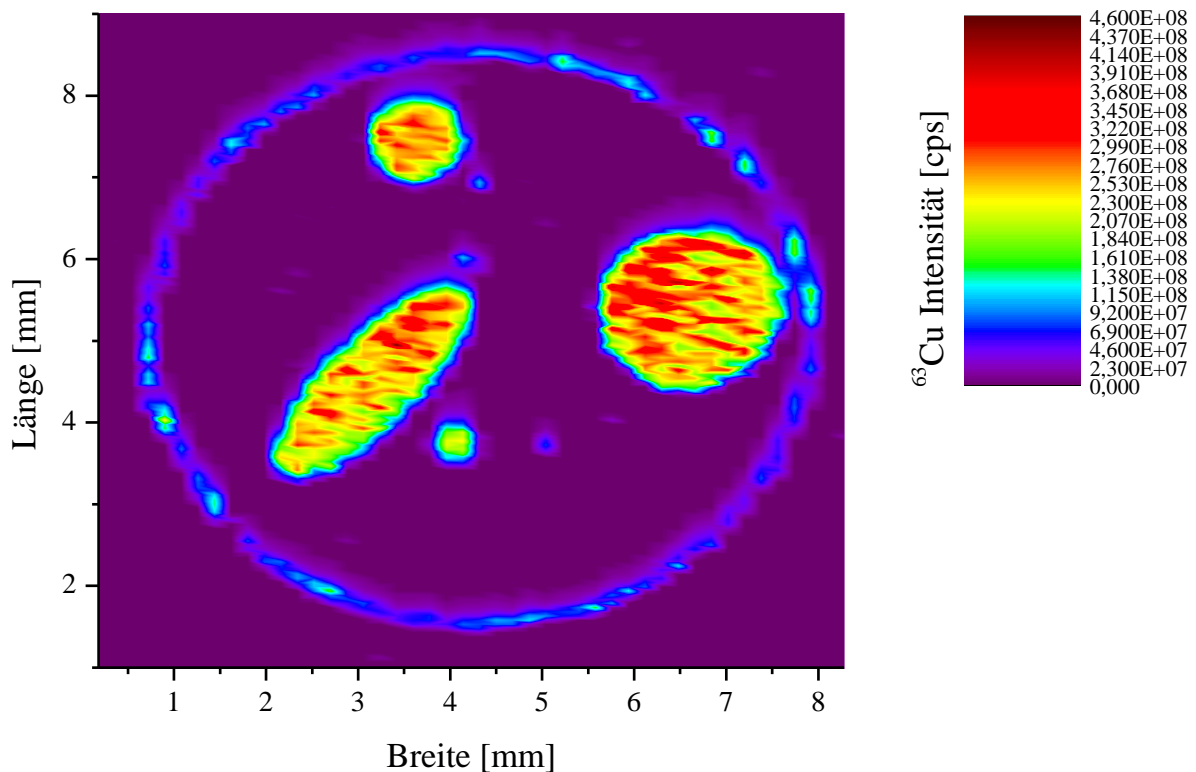 8
6
4
2
Länge [mm]
1 2 3 4 5 6 7 8
Breite [mm]
⁶³Cu Intensität [cps]
4,600E+08
4,370E+08
4,140E+08
3,910E+08
3,680E+08
3,450E+08
3,220E+08
2,990E+08
2,760E+08
2,530E+08
2,300E+08
2,070E+08
1,840E+08
1,610E+08
1,380E+08
1,150E+08
9,200E+07
6,900E+07
4,600E+07
2,300E+07
0,000